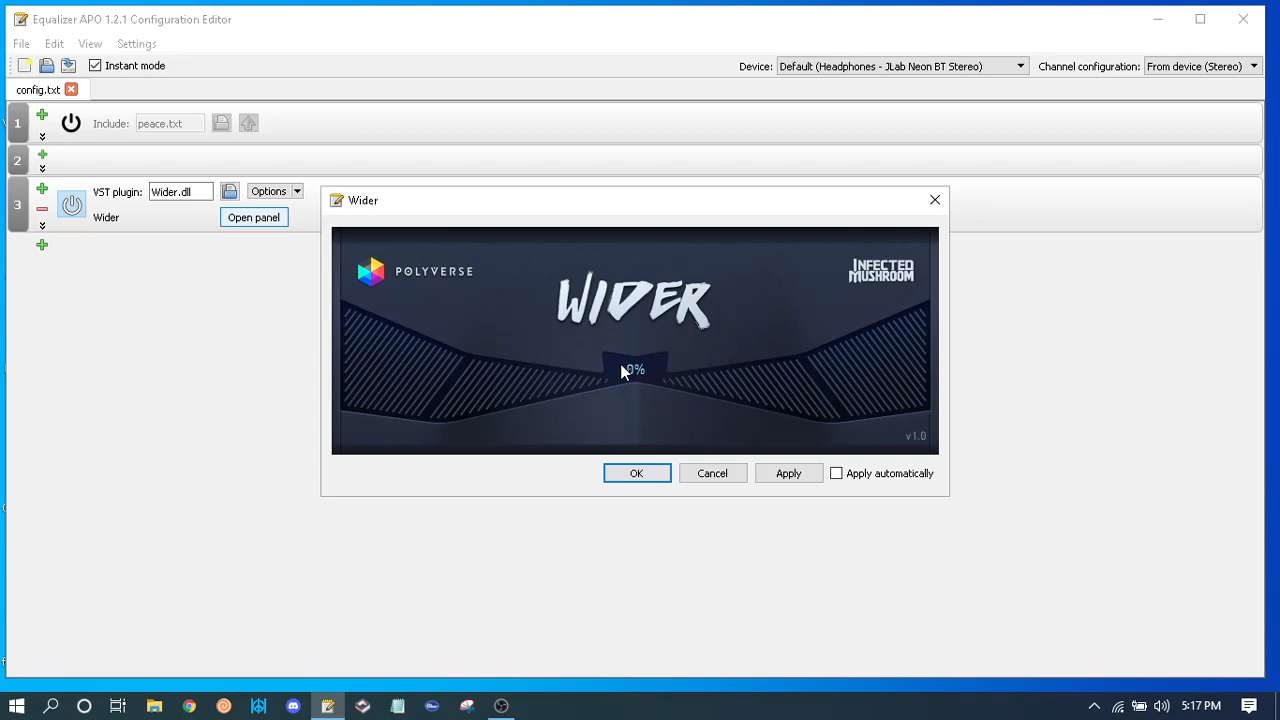 Equalizer APO 1.2.1 Configuration Editor
File Edit View Settings
Instant mode Device: Default (Headphones - JLab Neon BT Stereo) Channel configuration: From device (Stereo)
config.txt
1 Include: peace.txt
2
3 VST plugin: Wider.dll Options
Wider Open panel
Wider
POLYVERSE
WIDER
INFECTED
MUSHROOM
0%
v1.0
OK Cancel Apply Apply automatically
5:17 PM